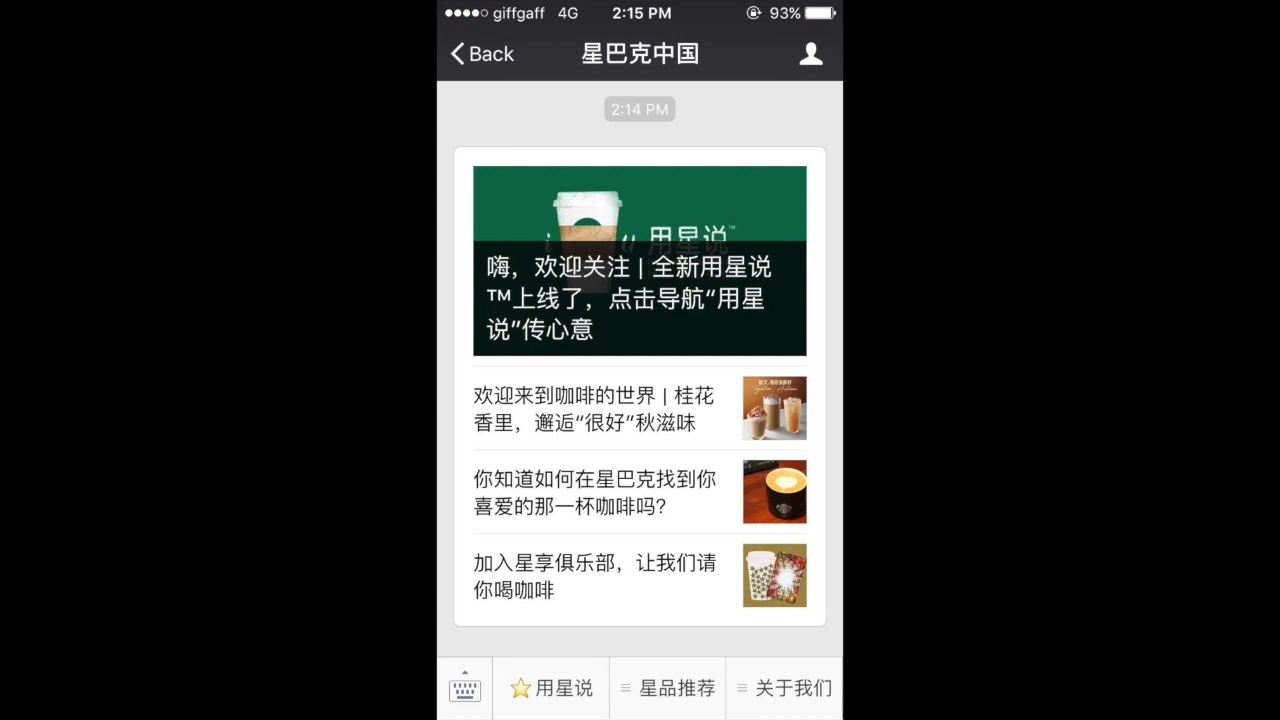 giffgaff 4G 2:15 PM 93%
Back 星巴克中国
2:14 PM
i u 用星说™
嗨，欢迎关注 | 全新用星说
™上线了，点击导航“用星
说”传心意
欢迎来到咖啡的世界 | 桂花
香里，邂逅“很好”秋滋味
你知道如何在星巴克找到你
喜爱的那一杯咖啡吗?
加入星享俱乐部，让我们请
你喝咖啡
用星说 星品推荐 关于我们